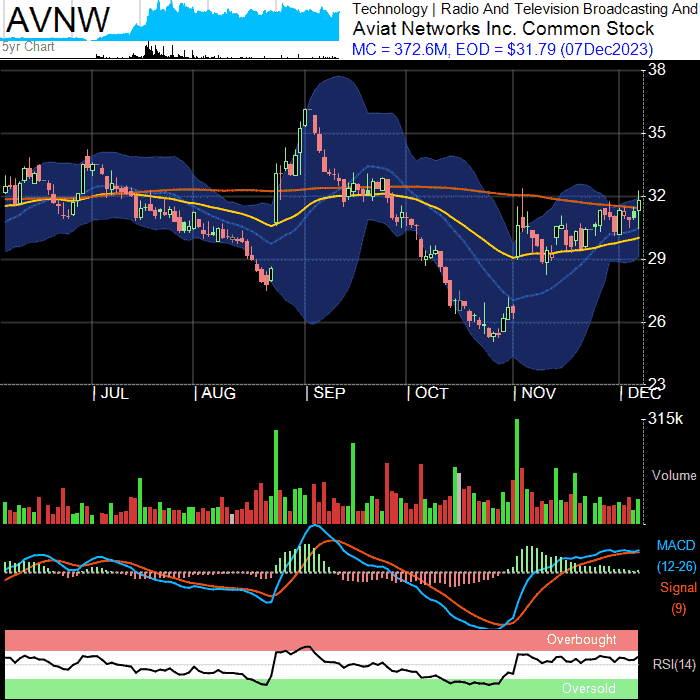 AVNW
5yr Chart
Technology | Radio And Television Broadcasting And
Aviat Networks Inc. Common Stock
MC = 372.6M, EOD = $31.79 (07Dec2023)
38
35
32
29
26
23
JUL AUG SEP OCT NOV DEC
315k
Volume
MACD
(12-26)
Signal
(9)
Overbought
RSI(14)
Oversold